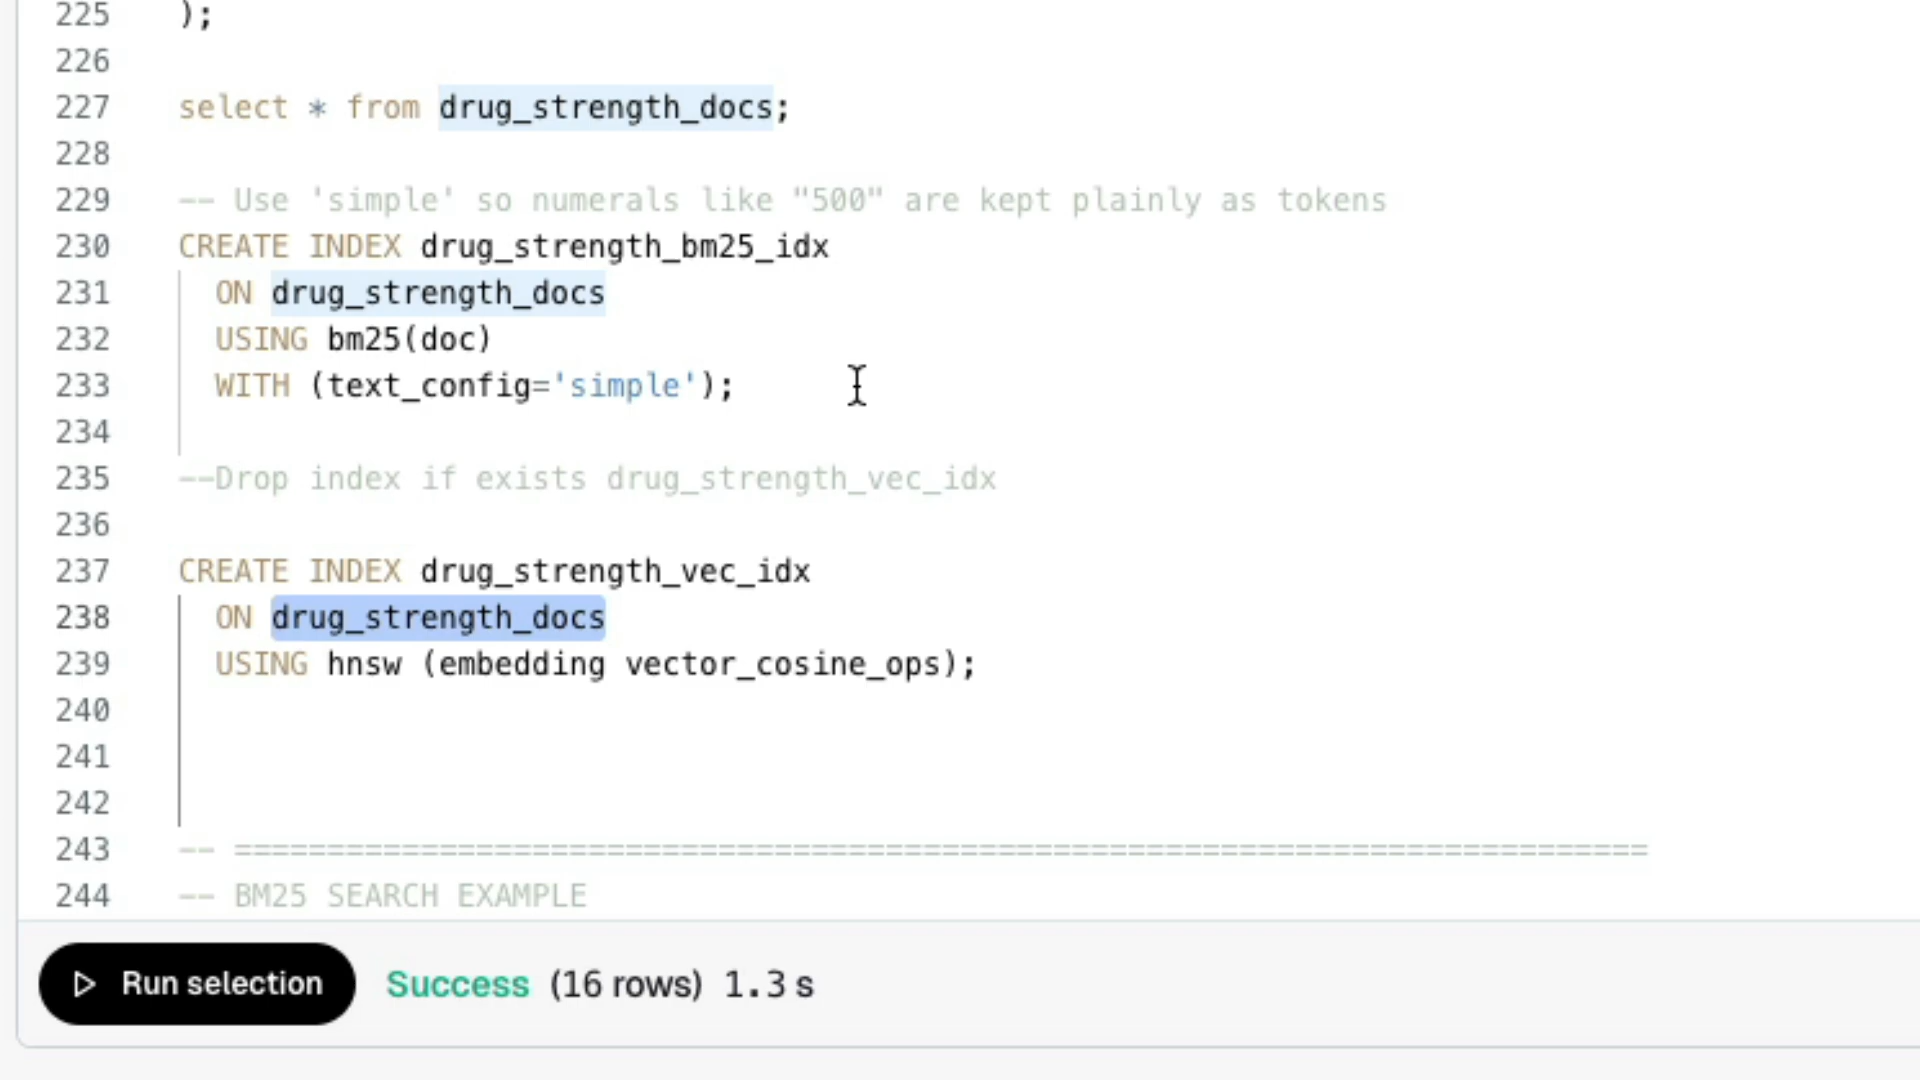 225 );
226
227 select * from drug_strength_docs;
228
229 -- Use 'simple' so numerals like "500" are kept plainly as tokens
230 CREATE INDEX drug_strength_bm25_idx
231 ON drug_strength_docs
232 USING bm25(doc)
233 WITH (text_config='simple');
234
235 --Drop index if exists drug_strength_vec_idx
236
237 CREATE INDEX drug_strength_vec_idx
238 ON drug_strength_docs
239 USING hnsw (embedding vector_cosine_ops);
240
241
242
243 -- ============================================================================
244 -- BM25 SEARCH EXAMPLE
Run selection Success (16 rows) 1.3 s